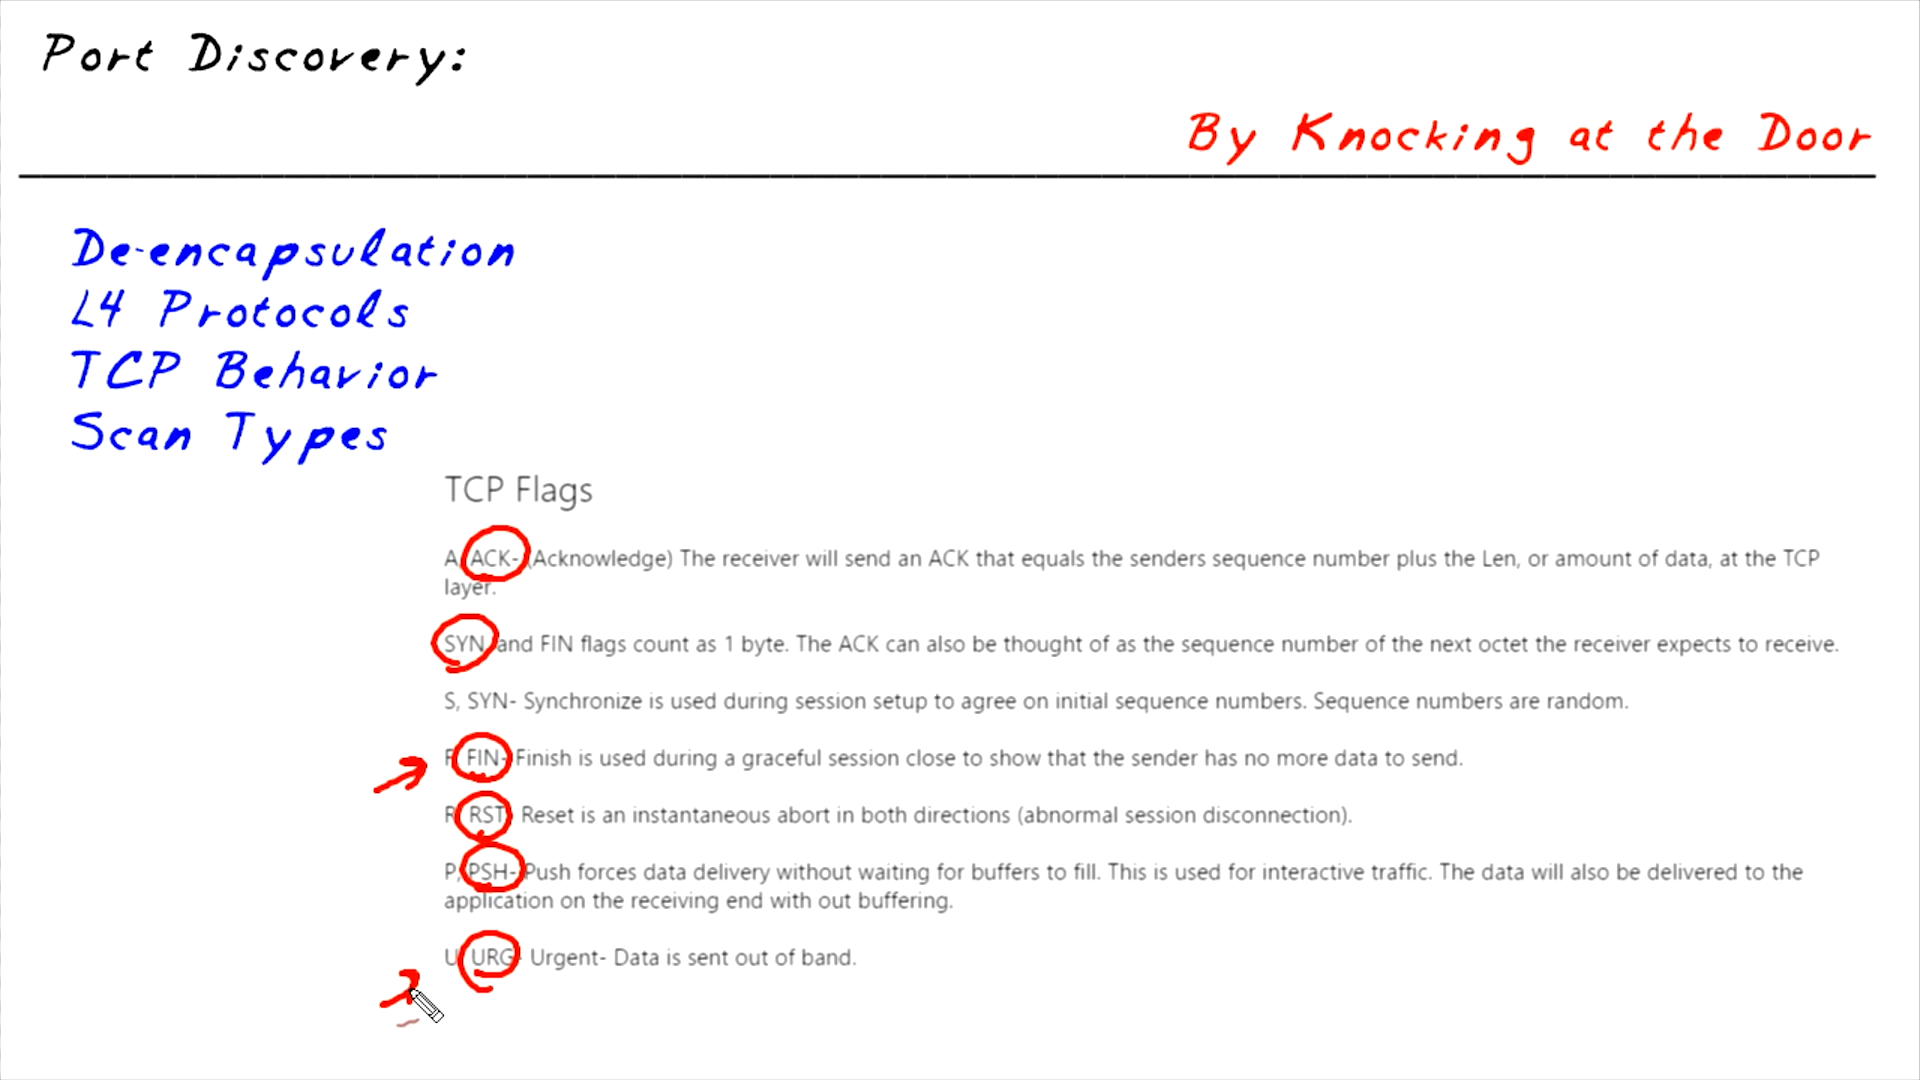 Port Discovery:
By Knocking at the Door
De-encapsulation
L4 Protocols
TCP Behavior
Scan Types
TCP Flags
A, ACK- (Acknowledge) The receiver will send an ACK that equals the senders sequence number plus the Len, or amount of data, at the TCP
layer.
SYN, and FIN flags count as 1 byte. The ACK can also be thought of as the sequence number of the next octet the receiver expects to receive.
S, SYN- Synchronize is used during session setup to agree on initial sequence numbers. Sequence numbers are random.
F, FIN- Finish is used during a graceful session close to show that the sender has no more data to send.
R, RST- Reset is an instantaneous abort in both directions (abnormal session disconnection).
P, PSH- Push forces data delivery without waiting for buffers to fill. This is used for interactive traffic. The data will also be delivered to the
application on the receiving end with out buffering.
U, URG- Urgent- Data is sent out of band.